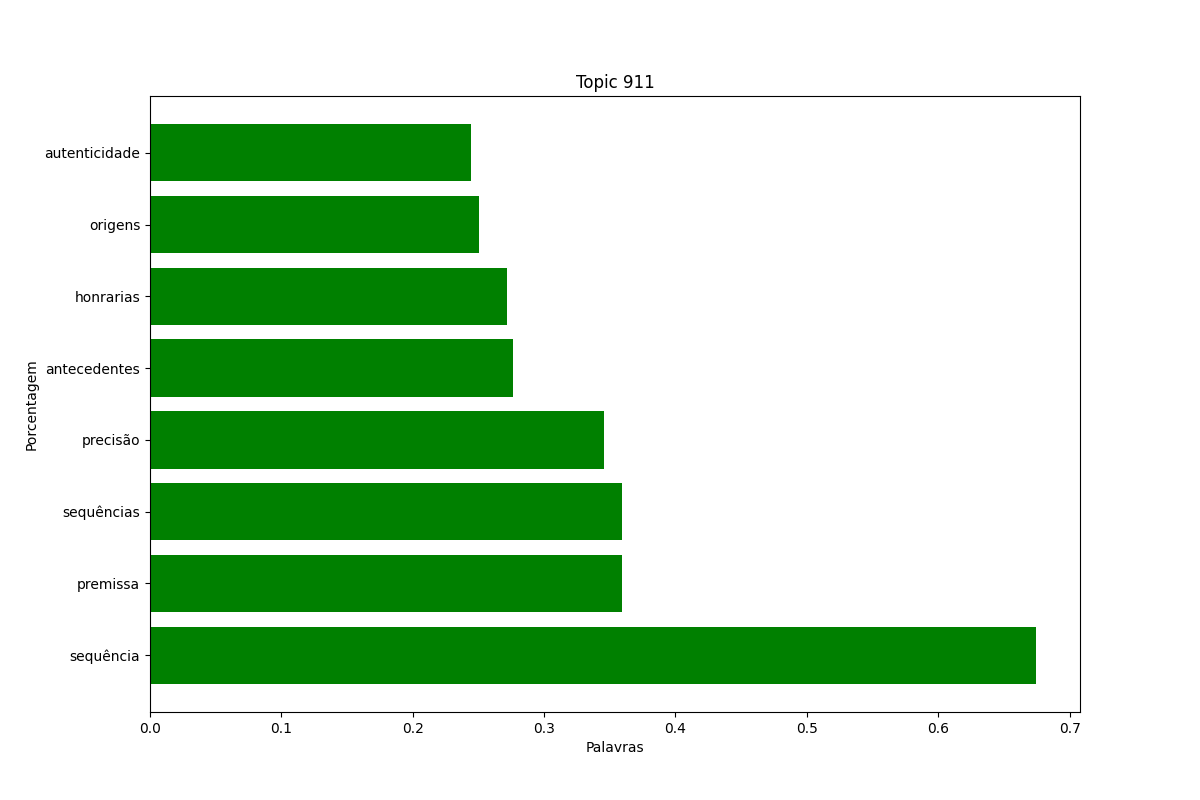 Topic 911
autenticidade
origens
honrarias
antecedentes
precisão
sequências
premissa
sequência
Porcentagem
0.0 0.1 0.2 0.3 0.4 0.5 0.6 0.7
Palavras